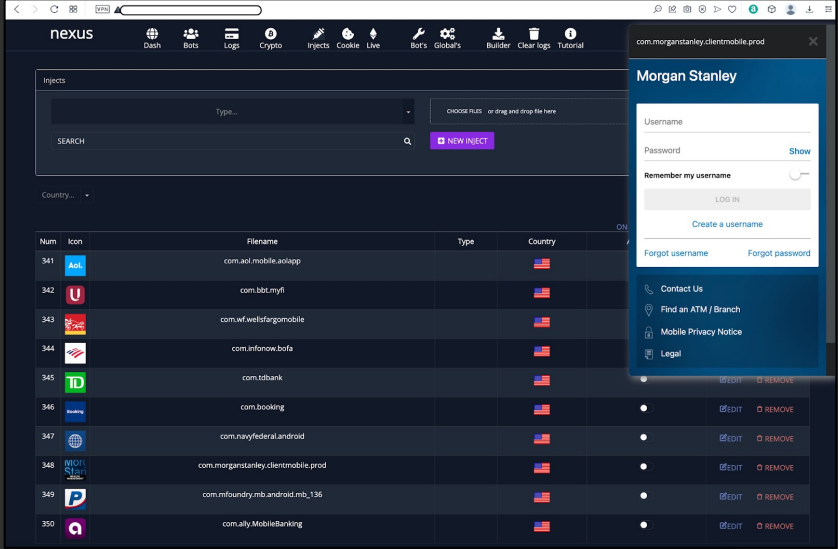 VPN
nexus
Dash
Bots
Logs
Crypto
Injects
Cookie
Live
Bot's
Global's
Builder
Clear logs
Tutorial
Injects
Type...
CHOOSE FILES or drag and drop file here
SEARCH
NEW INJECT
Country...
ON
Num Icon Filename Type Country A
341 Aol. com.aol.mobile.aolapp
342 U com.bbt.myfi
343 com.wf.wellsfargomobile
344 com.infonow.bofa
345 TD com.tdbank EDIT REMOVE
346 Booking com.booking EDIT REMOVE
347 com.navyfederal.android EDIT REMOVE
348 com.morganstanley.clientmobile.prod EDIT REMOVE
349 P com.mfoundry.mb.android.mb_136 EDIT REMOVE
350 a com.ally.MobileBanking EDIT REMOVE
com.morganstanley.clientmobile.prod
Morgan Stanley
Username
Password Show
Remember my username
LOG IN
Create a username
Forgot username Forgot password
Contact Us
Find an ATM / Branch
Mobile Privacy Notice
Legal